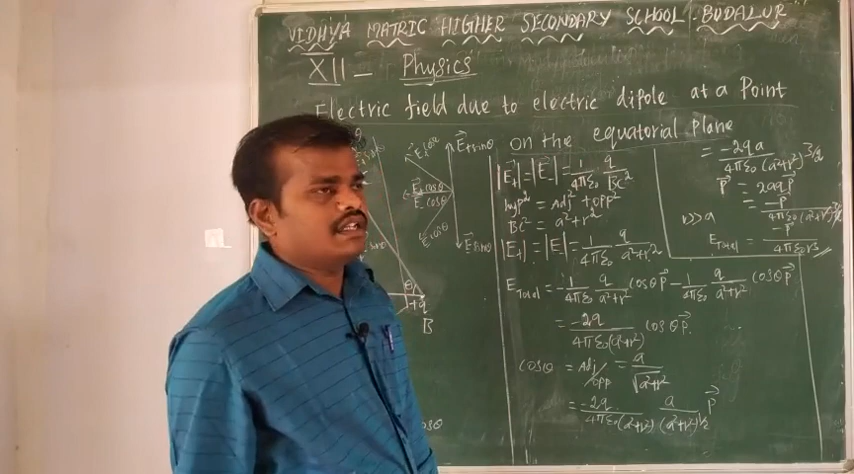 VIDHYA MATRIC HIGHER SECONDARY SCHOOL - BUDALUR
XII - Physics
Electric field due to electric dipole at a Point
on the equatorial plane
|E⃗₊| = |E⃗₋| = 1/4πε₀ q/BC²
hyp² = Adj² + opp²
BC² = a² + r²
|E₊| = |E₋| = 1/4πε₀ q/a²+r²
E_Total = -1/4πε₀ q/a²+r² cosθ P⃗ - 1/4πε₀ q/a²+r² cosθ P⃗
= -2q/4πε₀(a²+r²) cosθ P⃗
cosθ = Adj/opp = a/√a²+r²
= -2q/4πε₀(a²+r²) a/(a²+r²)½ P⃗
= -2qa/4πε₀(a²+r²)3/2
P⃗ = 2aq P⃗
= -P⃗/4πε₀(a²+r²)3/2
r>>a
E_Total = -P⃗/4πε₀r³
E⃗₊ sinθ
E⃗₊ cosθ
E⃗₋ cosθ
E⃗₋ sinθ
θ
+q
B